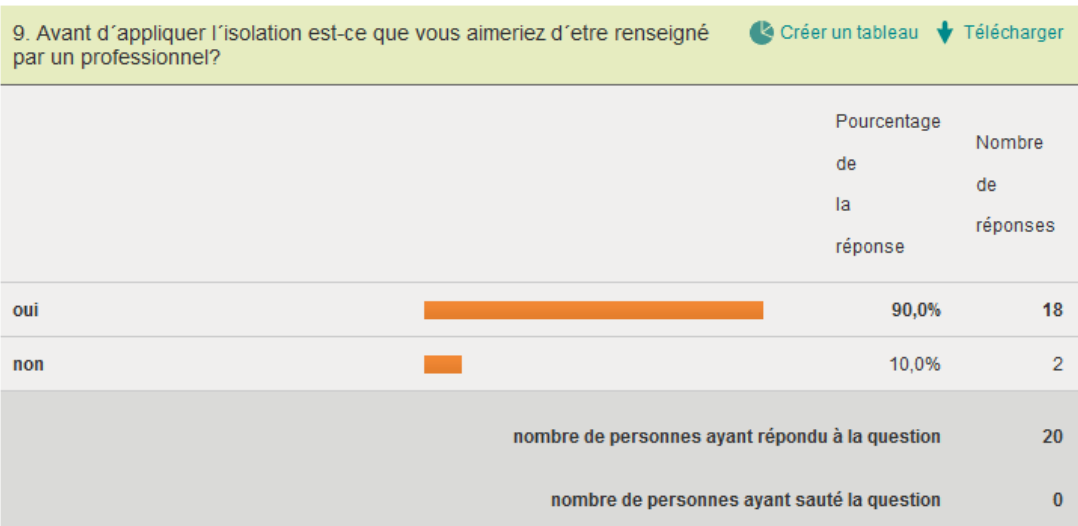 9. Avant d´appliquer l´isolation est-ce que vous aimeriez d´etre renseigné
par un professionnel?
Créer un tableau Télécharger
Pourcentage
de
la
réponse
Nombre
de
réponses
oui 90,0% 18
non 10,0% 2
nombre de personnes ayant répondu à la question 20
nombre de personnes ayant sauté la question 0